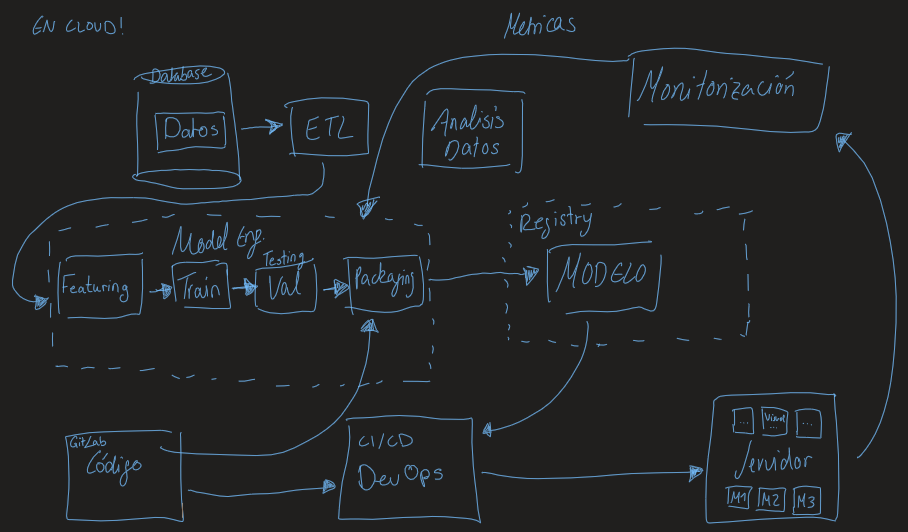 EN CLOUD!
Metricas
Database
Datos
ETL
Analisis
Datos
Monitorización
Model Eng.
Featuring
Train
Testing
Val
Packaging
Registry
MODELO
GitLab
Código
CI/CD
DevOps
...
...
...
Servidor
M1
M2
M3